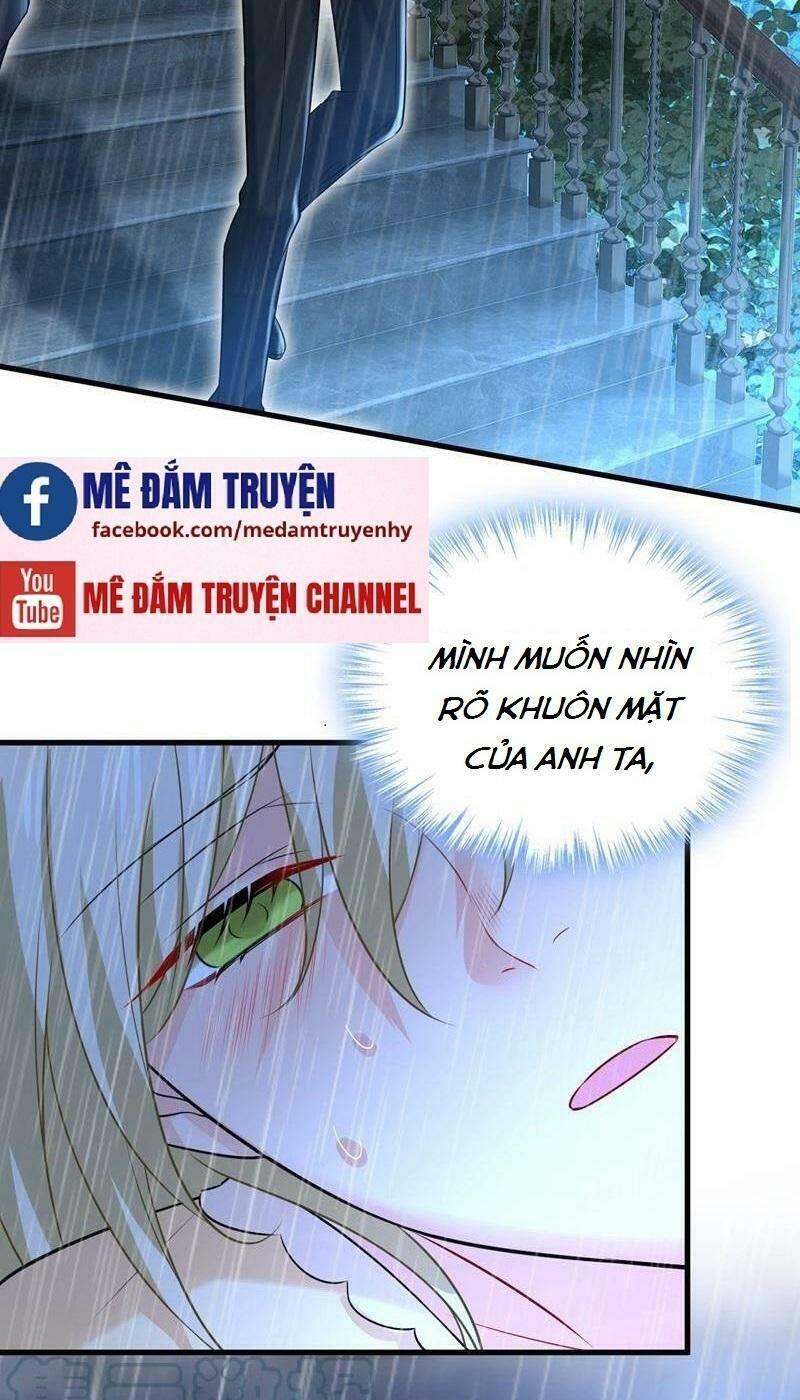 f MÊ ĐẮM TRUYỆN
facebook.com/medamtruyenhy
You
Tube
MÊ ĐẮM TRUYỆN CHANNEL
MÌNH MUỐN NHÌN
RÕ KHUÔN MẶT
CỦA ANH TA,